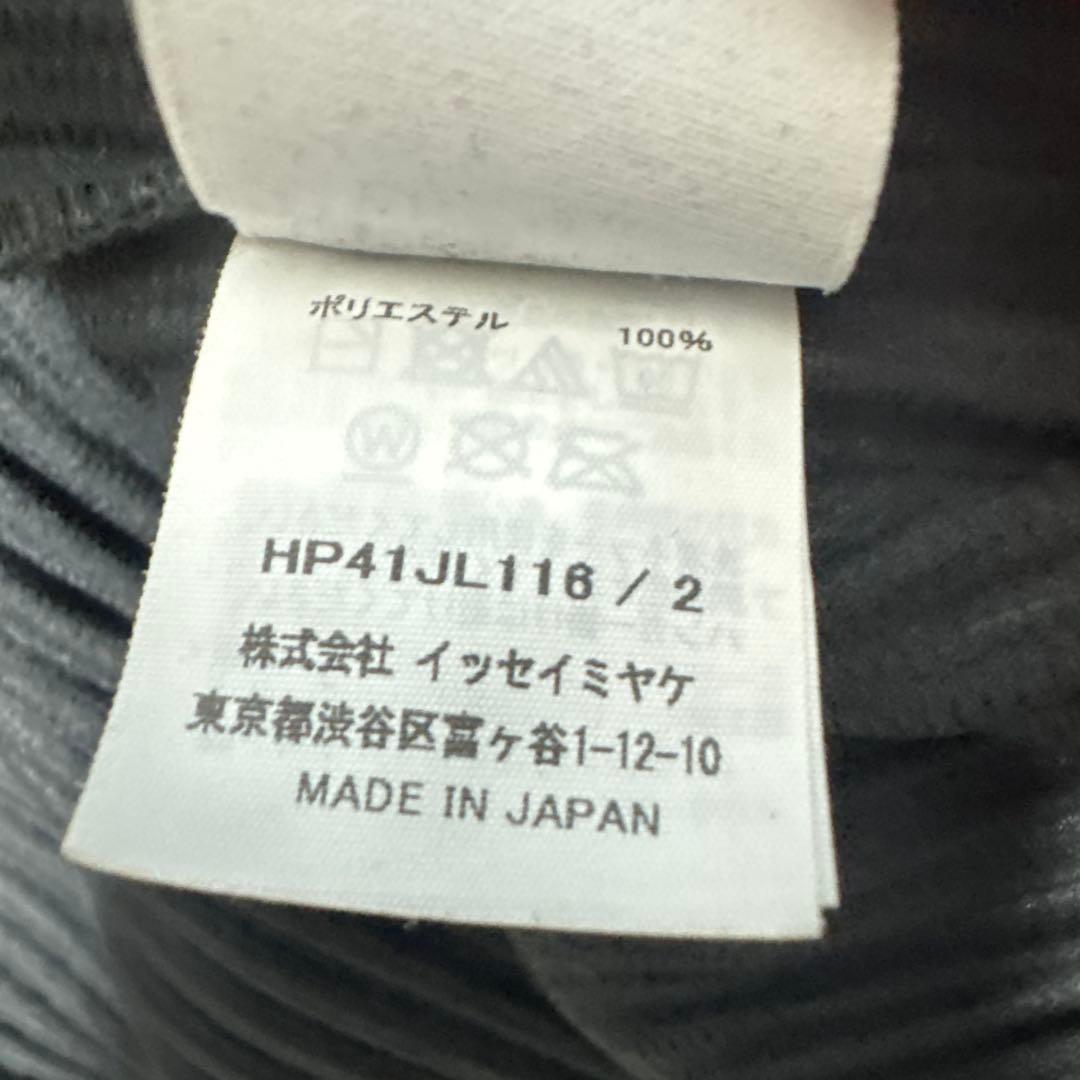 ポリエステル 100%
HP41JL116 / 2
株式会社 イッセイミヤケ
東京都渋谷区富ヶ谷1-12-10
MADE IN JAPAN